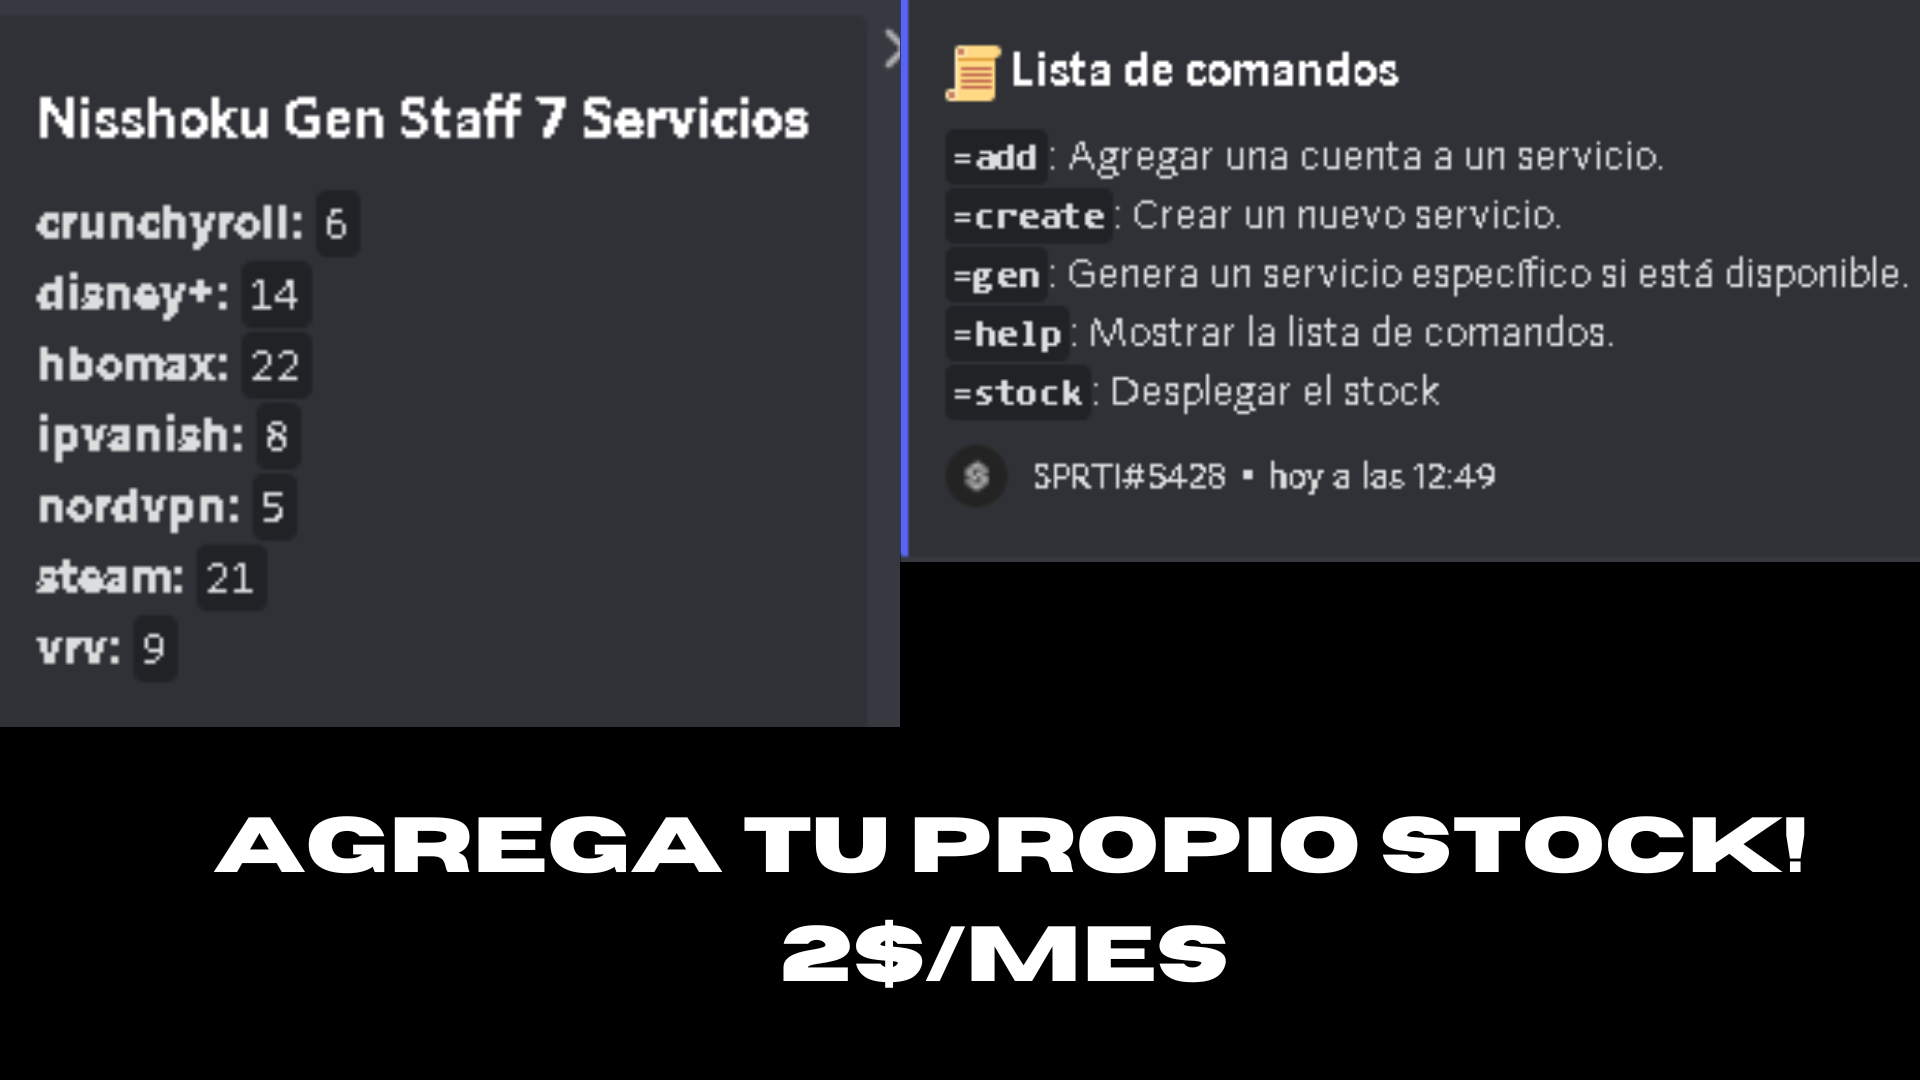 Nisshoku Gen Staff 7 Servicios
crunchyroll: 6
disney+: 14
hbomax: 22
ipvanish: 8
nordvpn: 5
steam: 21
vrv: 9
Lista de comandos
=add: Agregar una cuenta a un servicio.
=create: Crear un nuevo servicio.
=gen: Genera un servicio específico si está disponible.
=help: Mostrar la lista de comandos.
=stock: Desplegar el stock
SPRTI#5428 • hoy a las 12:49
AGREGA TU PROPIO STOCK!
2$/MES